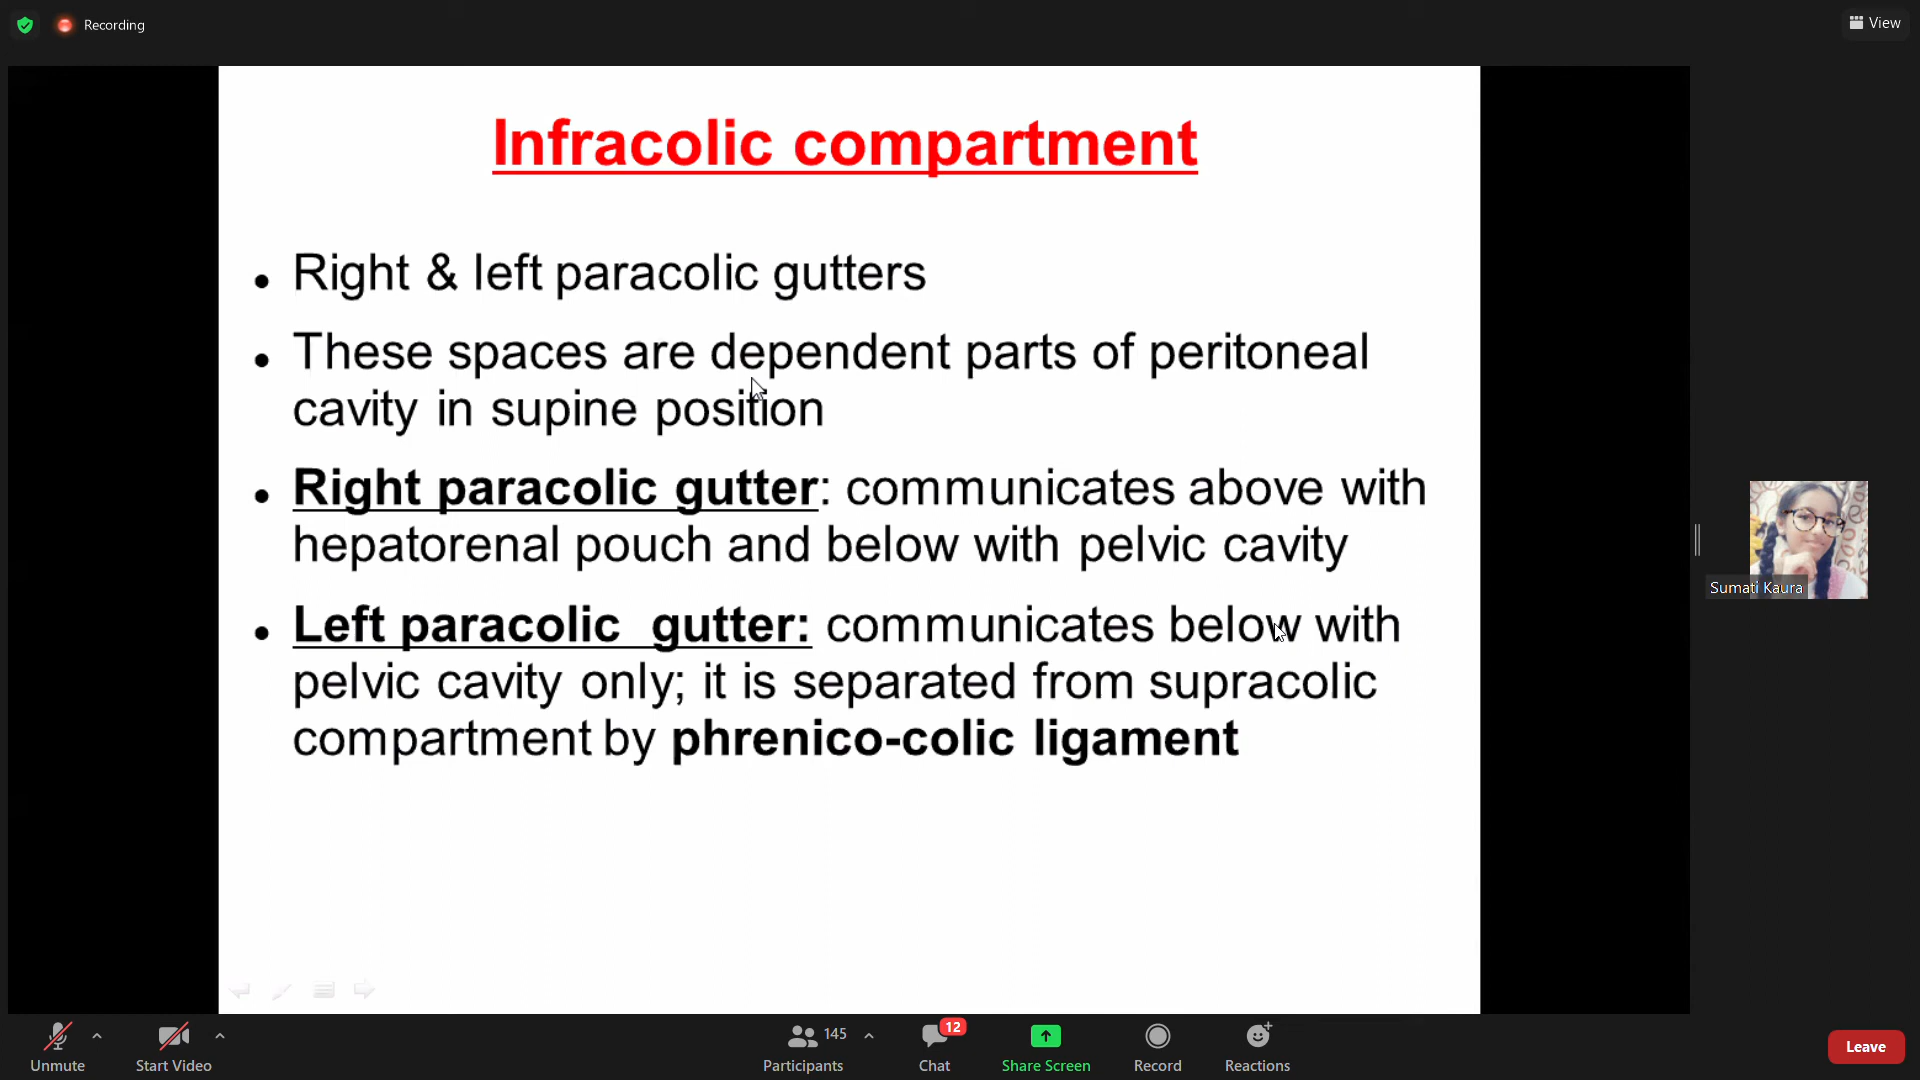 Recording
View
Infracolic compartment
• Right & left paracolic gutters
• These spaces are dependent parts of peritoneal
cavity in supine position
• Right paracolic gutter: communicates above with
hepatorenal pouch and below with pelvic cavity
• Left paracolic gutter: communicates below with
pelvic cavity only; it is separated from supracolic
compartment by phrenico-colic ligament
Sumati Kaura
Unmute
Start Video
145
Participants
12
Chat
Share Screen
Record
Reactions
Leave